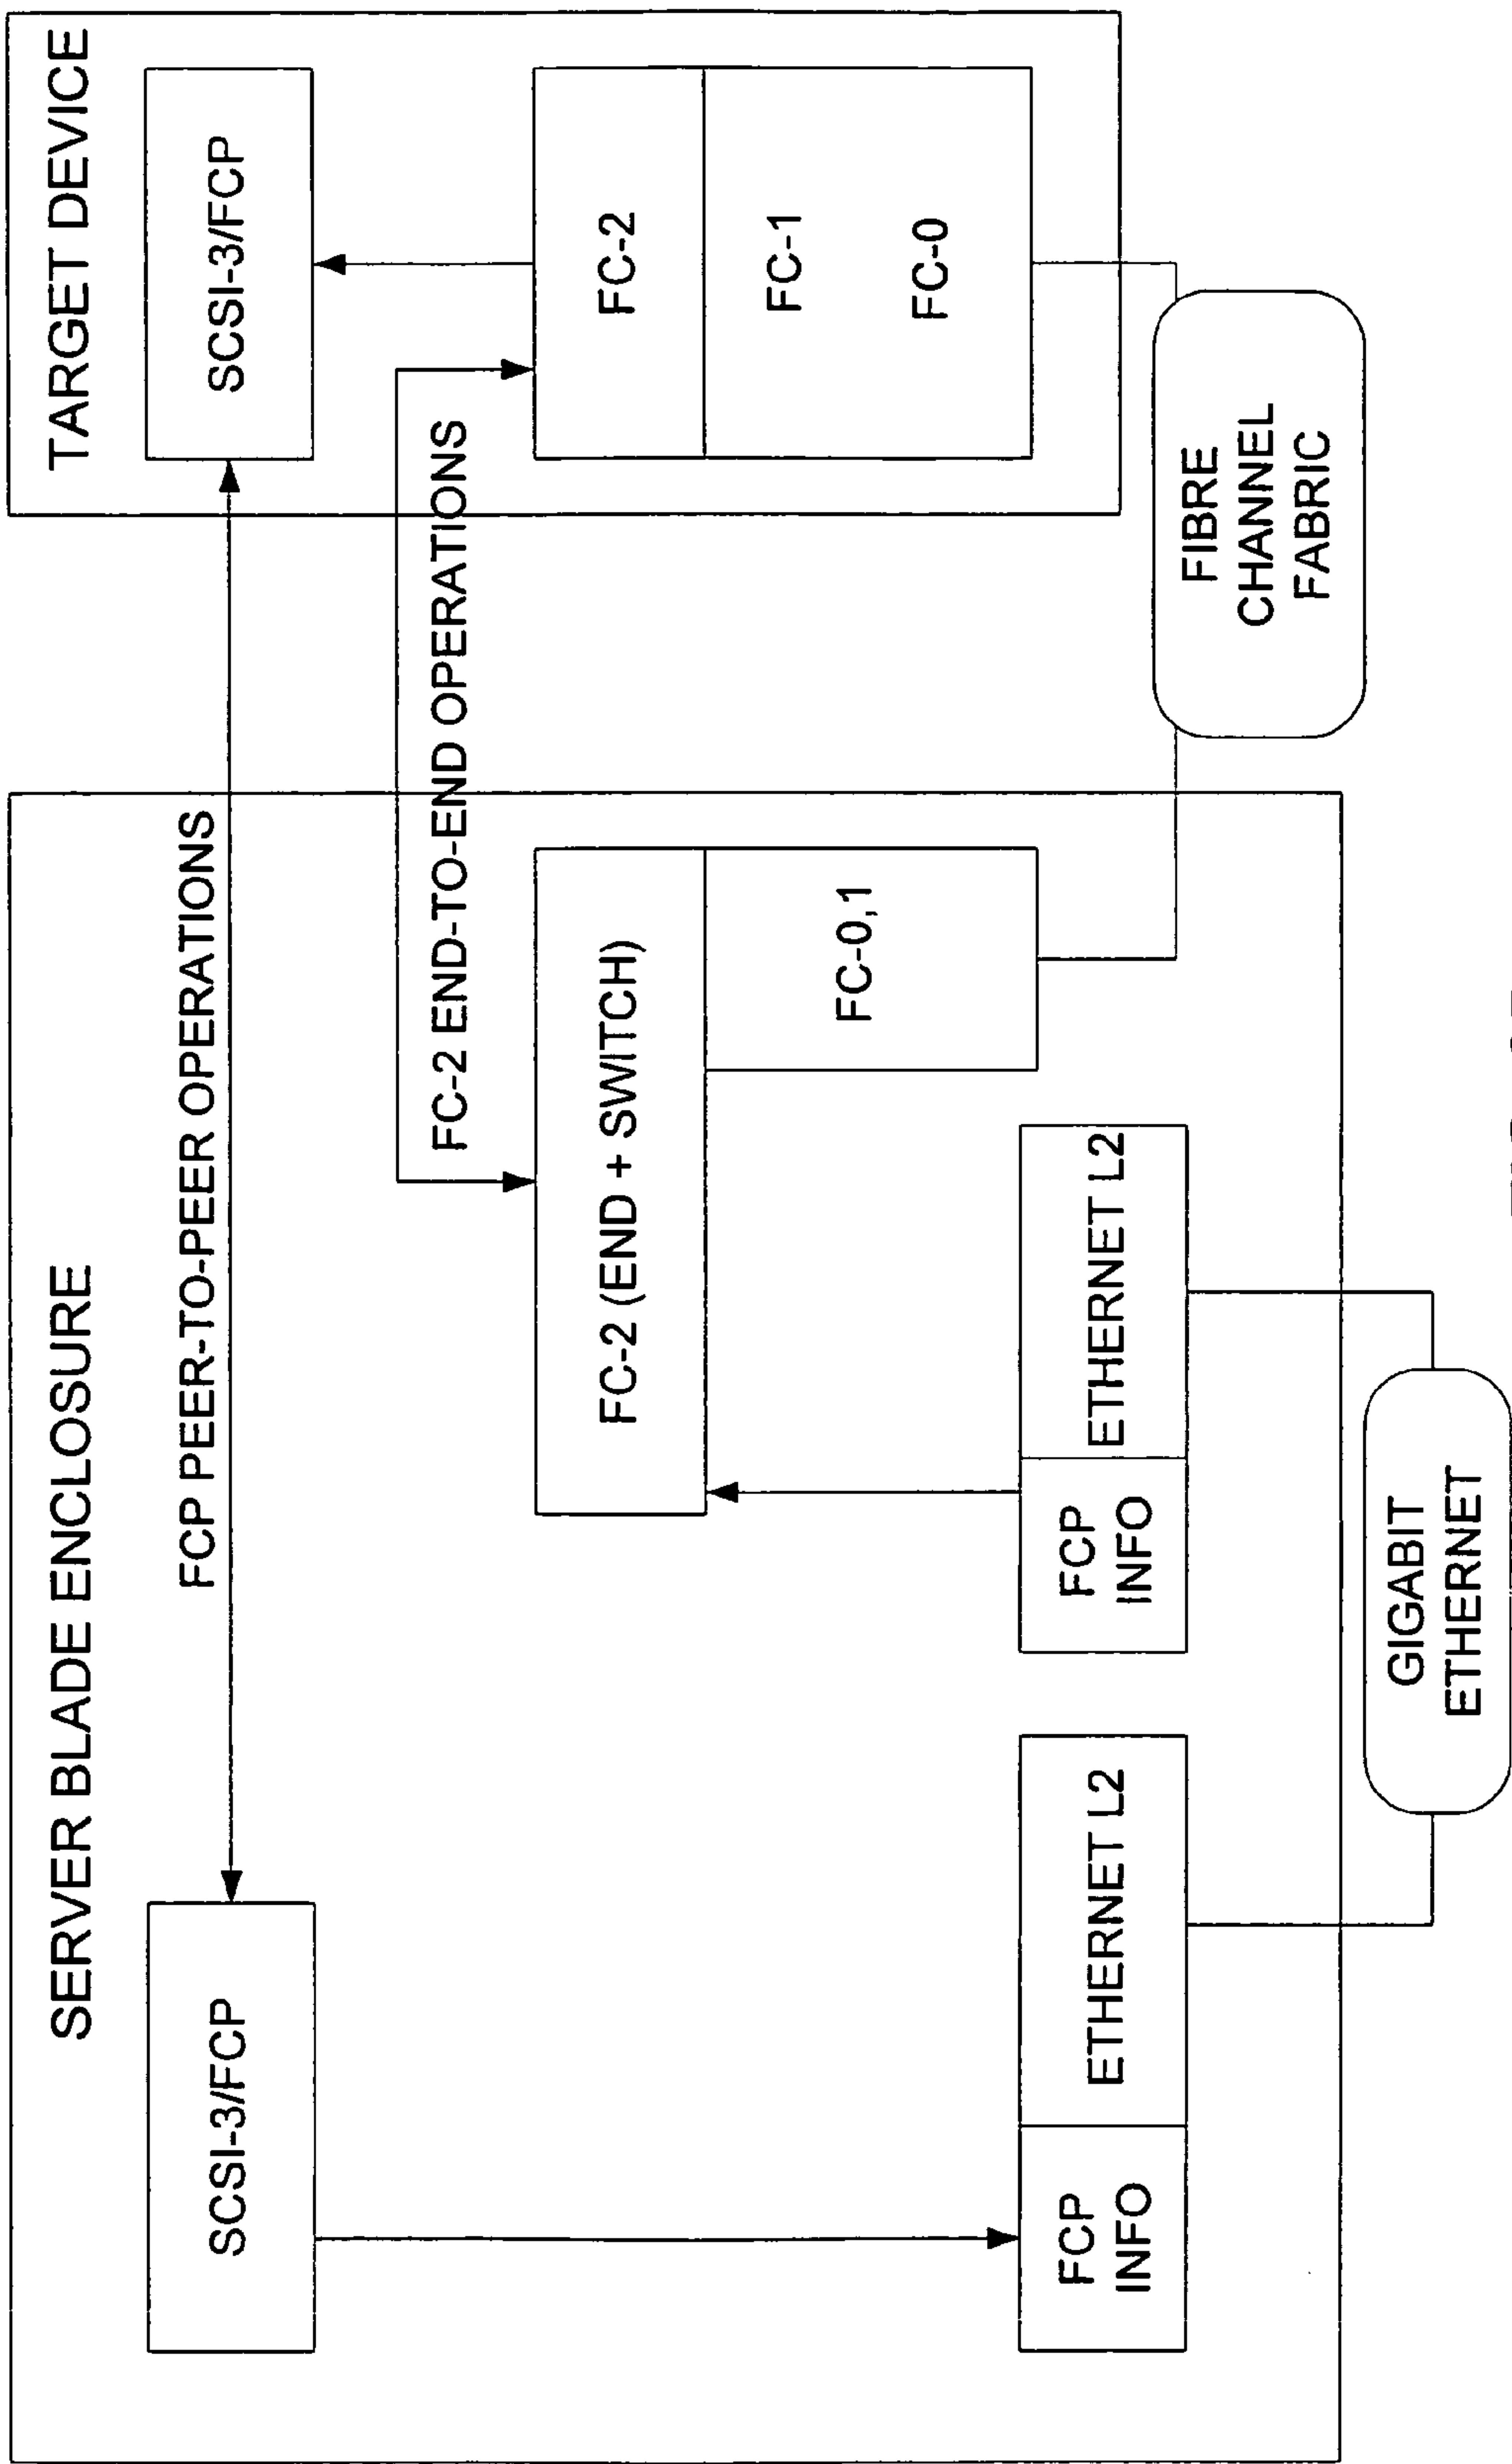 SERVER BLADE ENCLOSURE
TARGET DEVICE
SCSI-3/FCP
FCP PEER-TO-PEER OPERATIONS
SCSI-3/FCP
FC-2 END-TO-END OPERATIONS
FC-2 (END + SWITCH)
FC-0,1
FC-2
FC-1
FC-0
FCP
INFO
ETHERNET L2
FCP
INFO
ETHERNET L2
GIGABIT
ETHERNET
FIBRE
CHANNEL
FABRIC